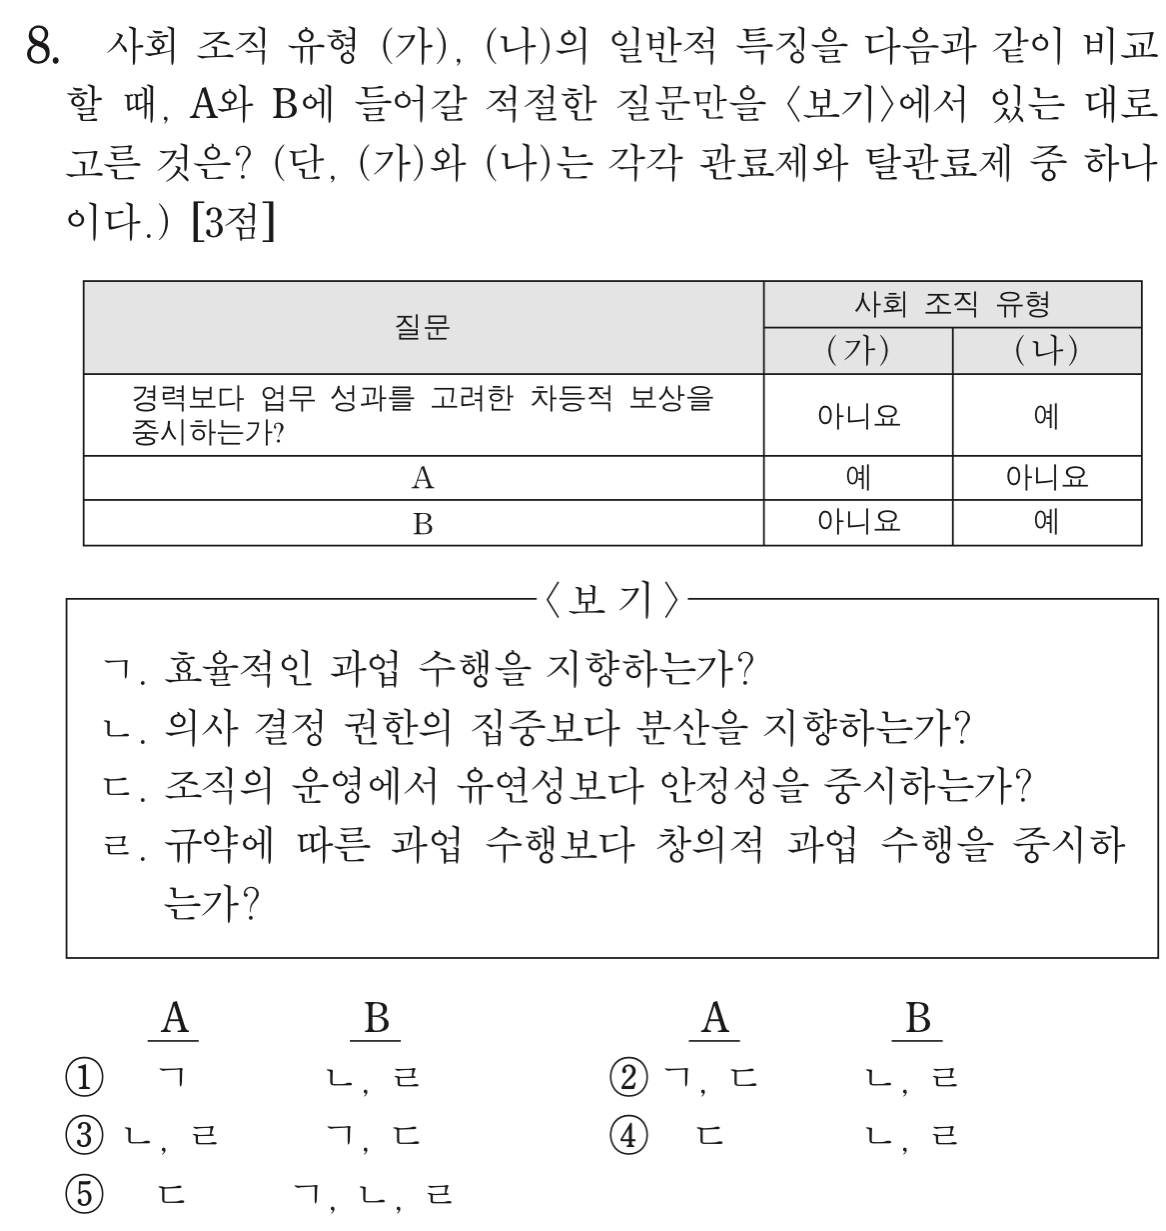 8. 사회 조직 유형 (가), (나)의 일반적 특징을 다음과 같이 비교
할 때, A와 B에 들어갈 적절한 질문만을 〈보기〉에서 있는 대로
고른 것은? (단, (가)와 (나)는 각각 관료제와 탈관료제 중 하나
이다.) [3점]
질문
사회 조직 유형
(가) (나)
경력보다 업무 성과를 고려한 차등적 보상을
중시하는가?
아니요 예
A 예 아니요
B 아니요 예
〈보 기〉
ㄱ. 효율적인 과업 수행을 지향하는가?
ㄴ. 의사 결정 권한의 집중보다 분산을 지향하는가?
ㄷ. 조직의 운영에서 유연성보다 안정성을 중시하는가?
ㄹ. 규약에 따른 과업 수행보다 창의적 과업 수행을 중시하
는가?
A B A B
① ㄱ ㄴ, ㄹ ② ㄱ, ㄷ ㄴ, ㄹ
③ ㄴ, ㄹ ㄱ, ㄷ ④ ㄷ ㄴ, ㄹ
⑤ ㄷ ㄱ, ㄴ, ㄹ